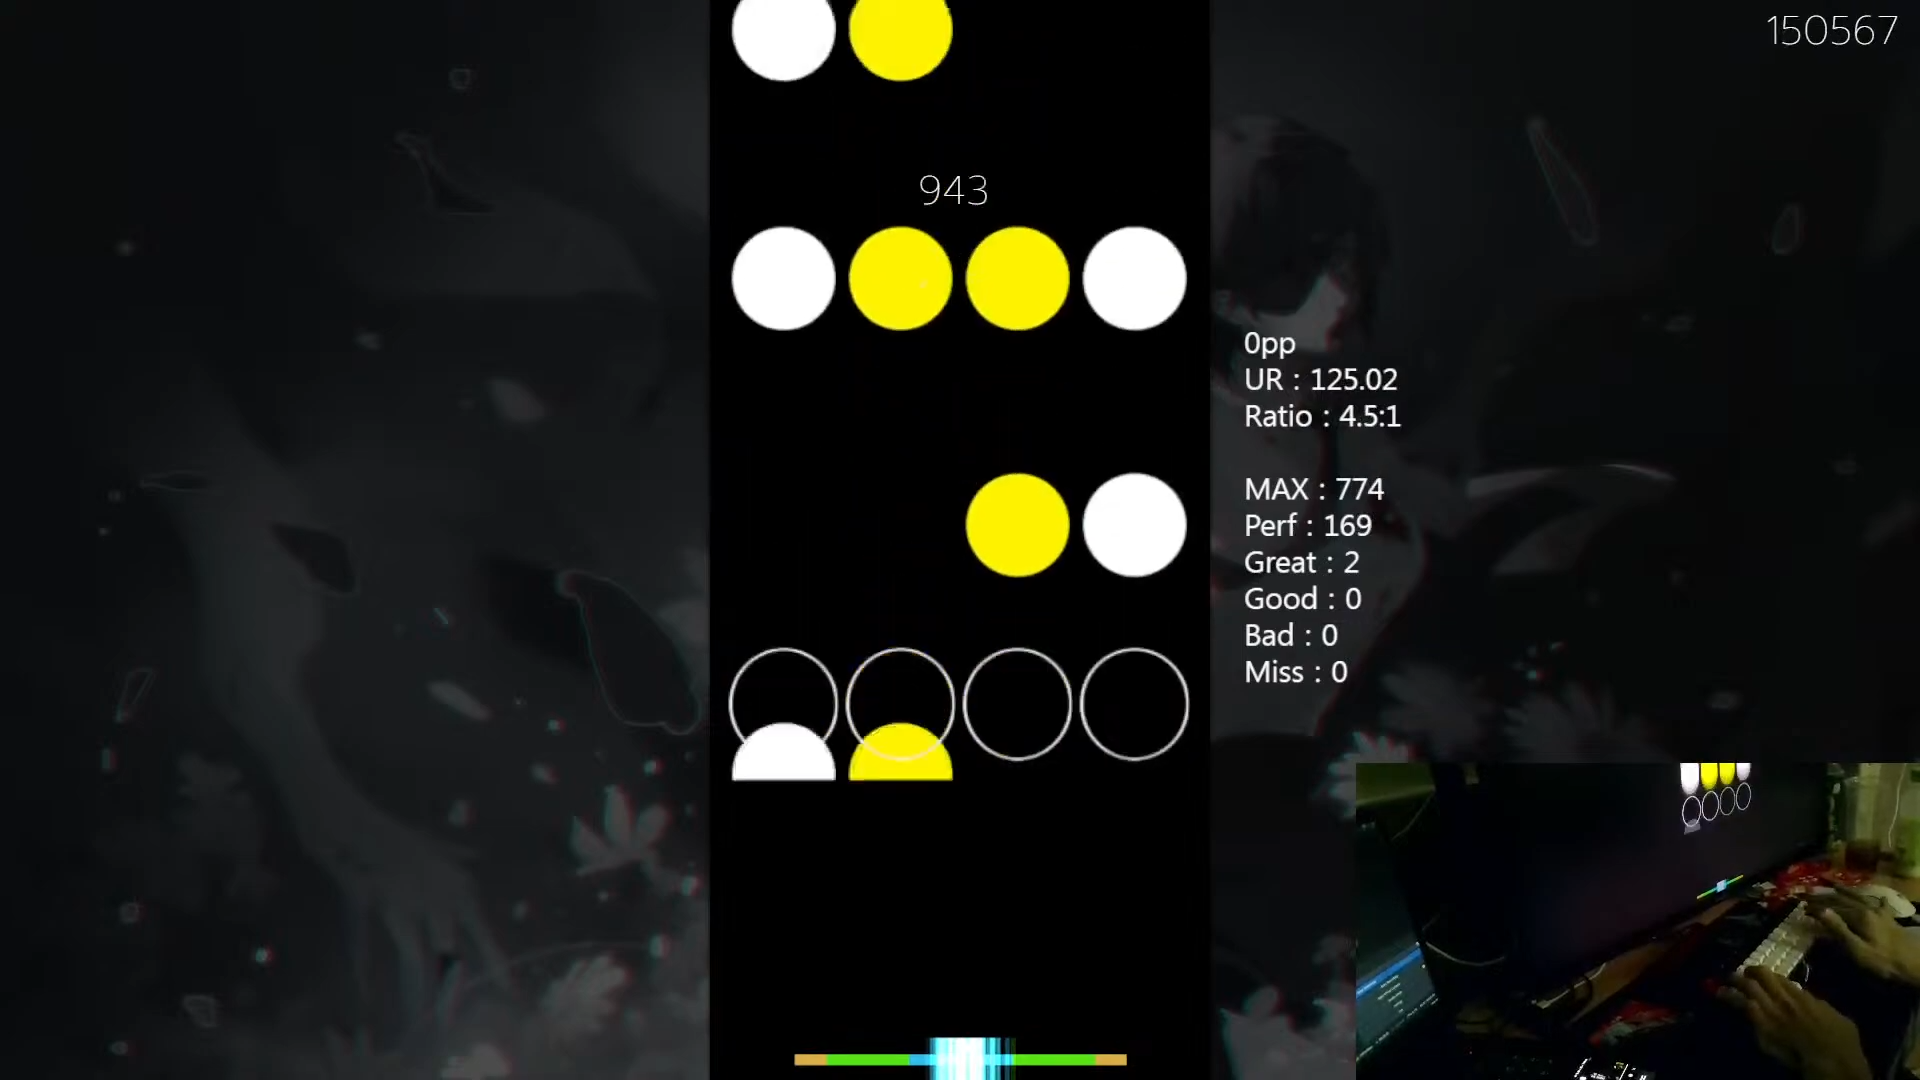 150567
943
0pp
UR : 125.02
Ratio : 4.5:1
MAX : 774
Perf : 169
Great : 2
Good : 0
Bad : 0
Miss : 0